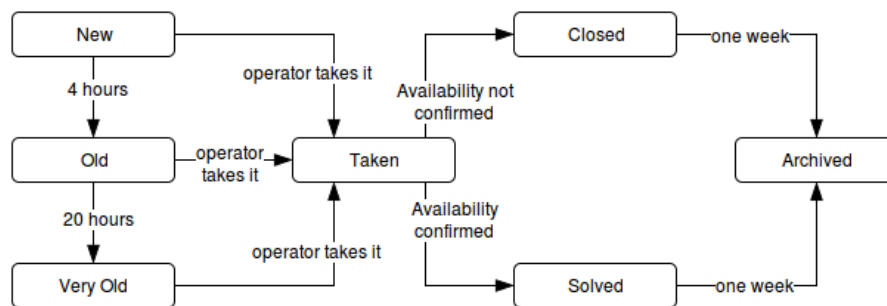 New
Closed
one week
operator takes it
4 hours
Availability not
confirmed
Old
operator
takes it
Taken
Archived
20 hours
Availability
confirmed
operator takes it
Very Old
Solved
one week